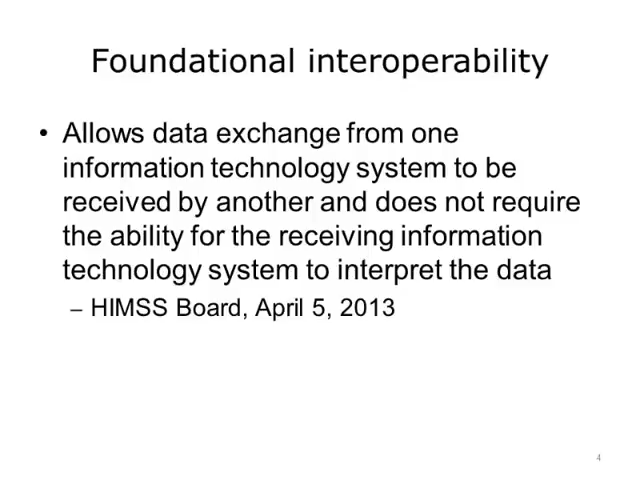 Foundational interoperability
• Allows data exchange from one
information technology system to be
received by another and does not require
the ability for the receiving information
technology system to interpret the data
– HIMSS Board, April 5, 2013
4